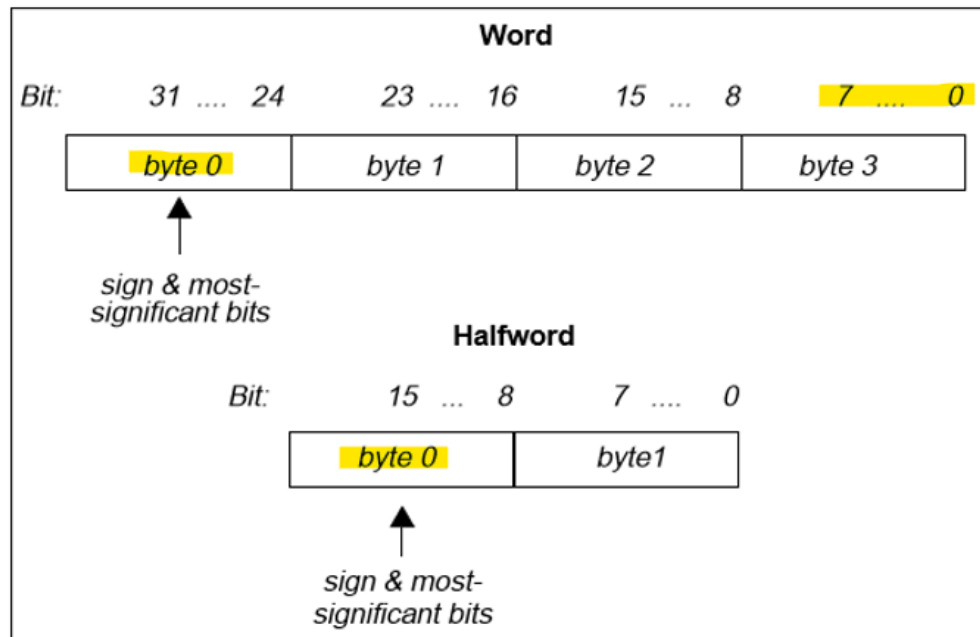 Word
Bit: 31 .... 24 23 .... 16 15 ... 8 7 .... 0
byte 0 byte 1 byte 2 byte 3
sign & most-
significant bits
Halfword
Bit: 15 ... 8 7 .... 0
byte 0 byte1
sign & most-
significant bits